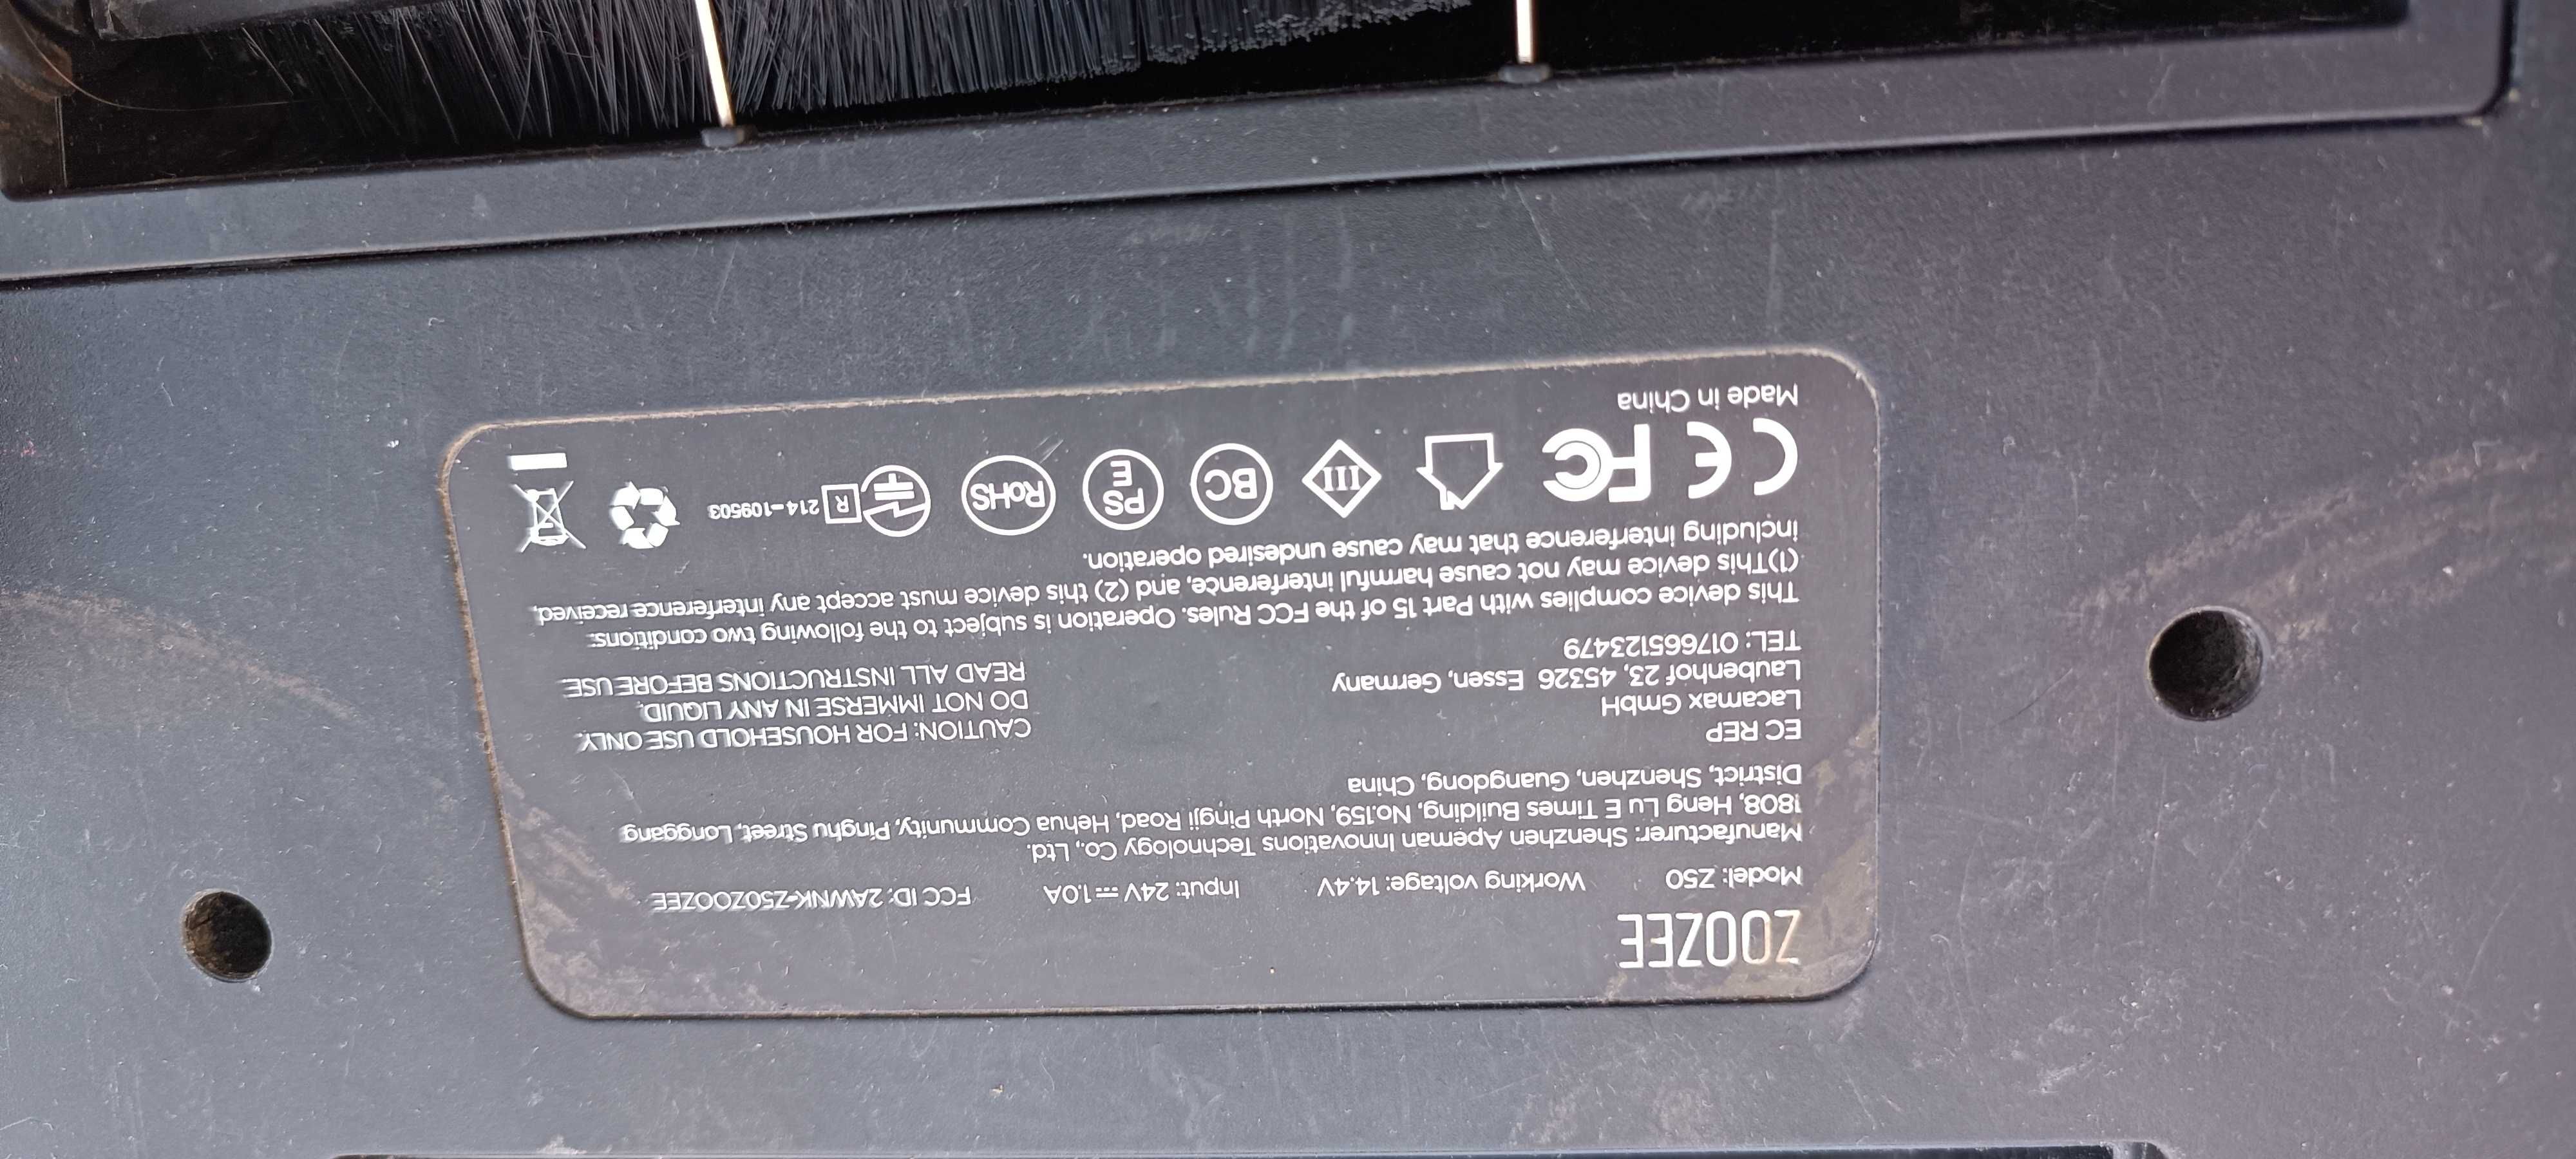 ZOOZEE
Model: Z50 Working voltage: 14.4V Input: 24V⎓1.0A FCC ID: 2AWNK-Z50ZOOZEE
Manufacturer: Shenzhen Apeman Innovations Technology Co., Ltd.
1808, Heng Lu E Times Building, No.159, North Pingji Road, Hehua Community, Pinghu Street, Longgang
District, Shenzhen, Guangdong, China
EC REP
Lacamax GmbH
Laubenhof 23, 45326 Essen, Germany
TEL: 017665123479
CAUTION: FOR HOUSEHOLD USE ONLY.
DO NOT IMMERSE IN ANY LIQUID.
READ ALL INSTRUCTIONS BEFORE USE.
This device complies with Part 15 of the FCC Rules. Operation is subject to the following two conditions:
(1)This device may not cause harmful interference, and (2) this device must accept any interference received,
including interference that may cause undesired operation.
CE FC III BC PS E RoHS R 214-109503
Made in China